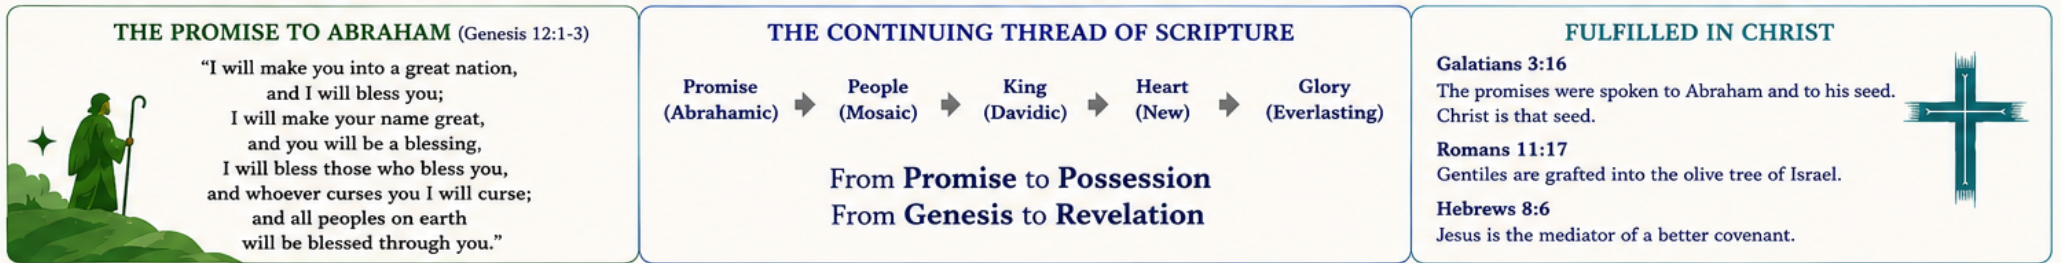 THE PROMISE TO ABRAHAM (Genesis 12:1-3)
“I will make you into a great nation,
and I will bless you;
I will make your name great,
and you will be a blessing,
I will bless those who bless you,
and whoever curses you I will curse;
and all peoples on earth
will be blessed through you.”
THE CONTINUING THREAD OF SCRIPTURE
Promise
(Abrahamic)
People
(Mosaic)
King
(Davidic)
Heart
(New)
Glory
(Everlasting)
From Promise to Possession
From Genesis to Revelation
FULFILLED IN CHRIST
Galatians 3:16
The promises were spoken to Abraham and to his seed.
Christ is that seed.
Romans 11:17
Gentiles are grafted into the olive tree of Israel.
Hebrews 8:6
Jesus is the mediator of a better covenant.